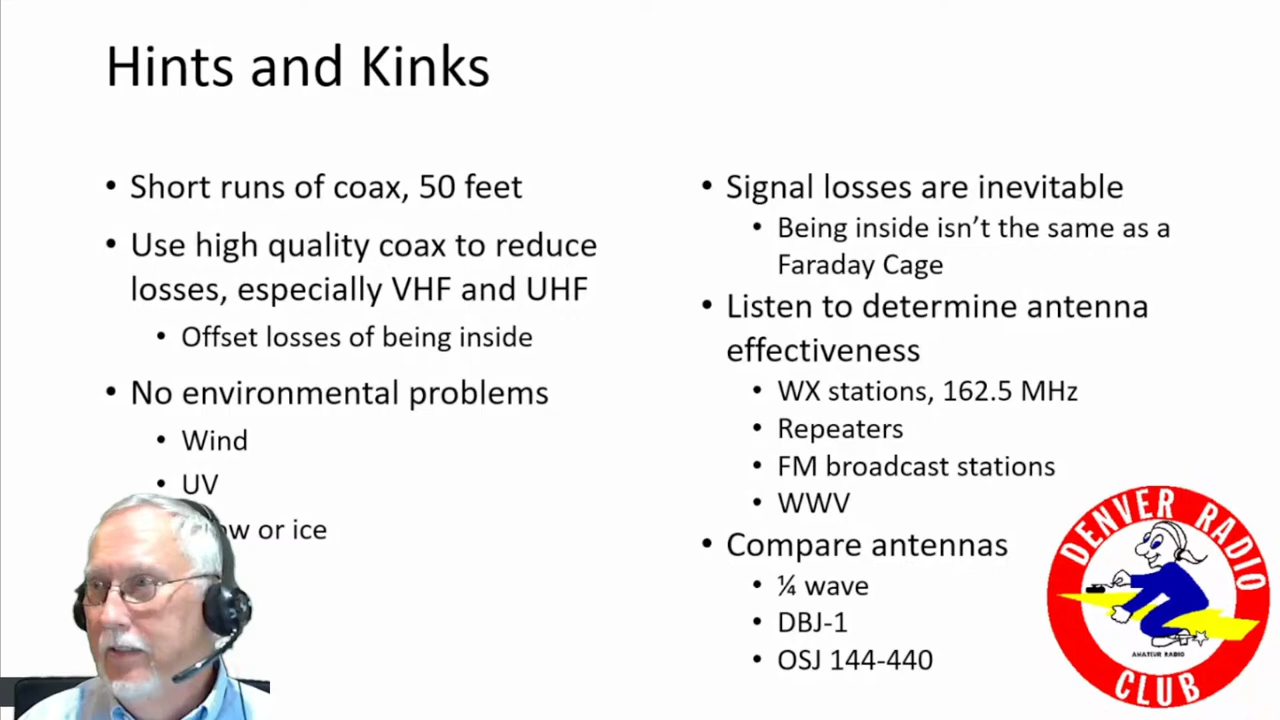 Hints and Kinks
• Short runs of coax, 50 feet
• Use high quality coax to reduce
losses, especially VHF and UHF
• Offset losses of being inside
• No environmental problems
• Wind
• UV
or ice
• Signal losses are inevitable
• Being inside isn’t the same as a
Faraday Cage
• Listen to determine antenna
effectiveness
• WX stations, 162.5 MHz
• Repeaters
• FM broadcast stations
• WWV
• Compare antennas
• ¼ wave
• DBJ-1
• OSJ 144-440
DENVER RADIO
AMATEUR RADIO
CLUB